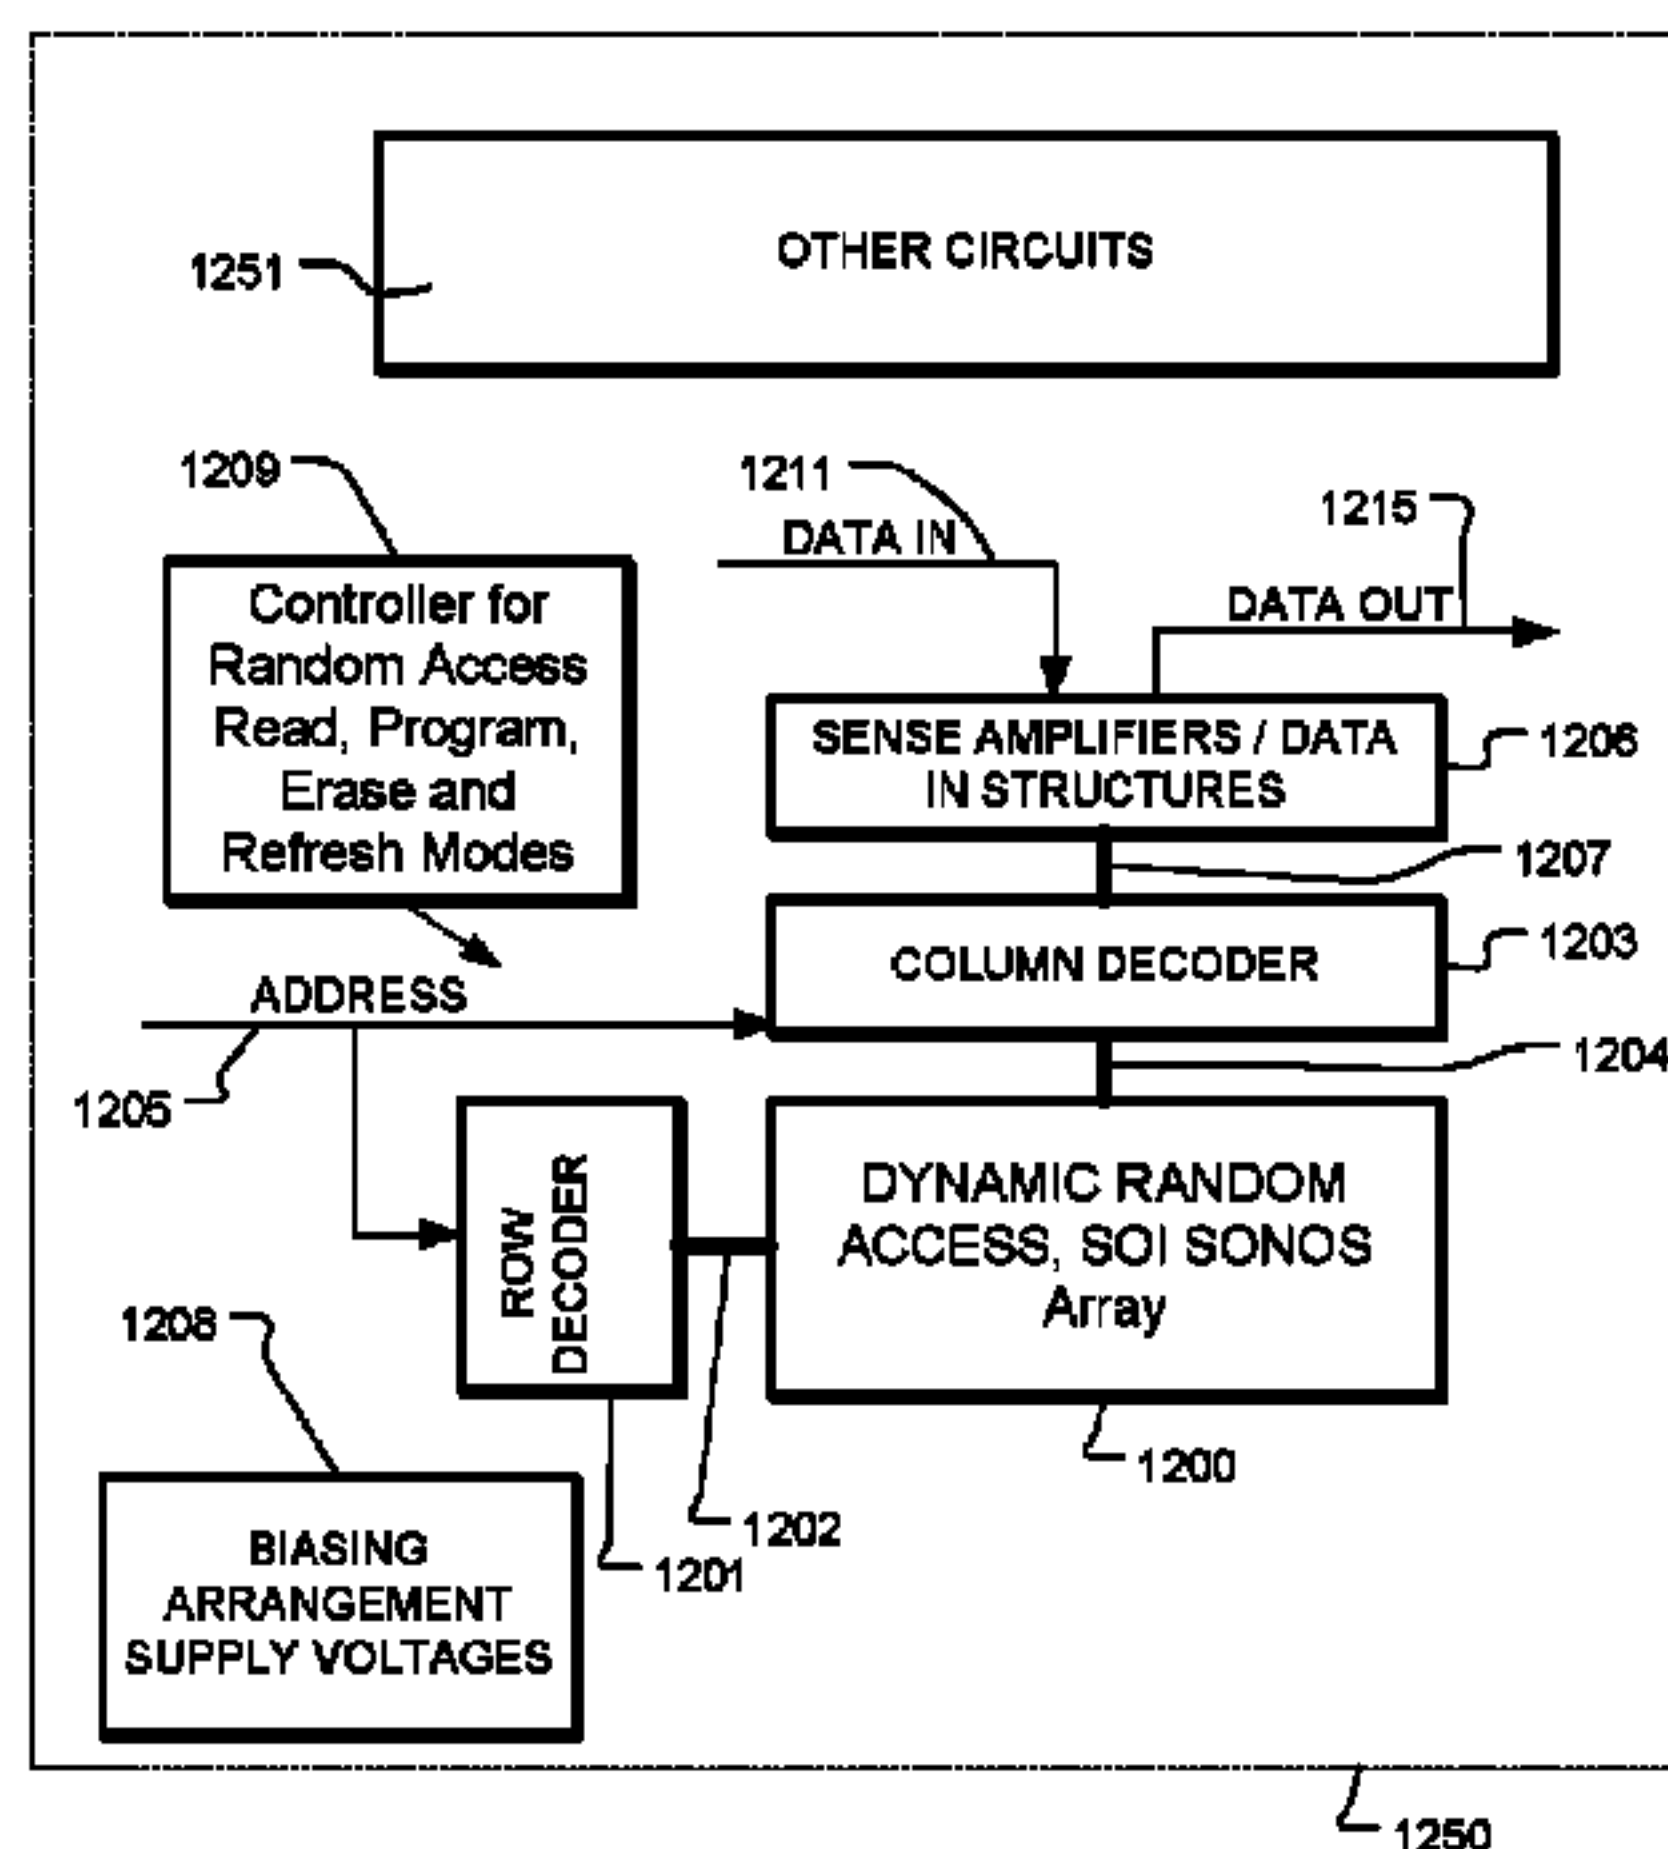 OTHER CIRCUITS
1251
1209
1211
DATA IN
1215
DATA OUT
Controller for
Random Access
Read, Program,
Erase and
Refresh Modes
SENSE AMPLIFIERS / DATA
IN STRUCTURES
1206
1207
COLUMN DECODER
1203
ADDRESS
1204
1205
ROW
DECODER
DYNAMIC RANDOM
ACCESS, SOI SONOS
Array
1208
1200
1202
1201
BIASING
ARRANGEMENT
SUPPLY VOLTAGES
1250